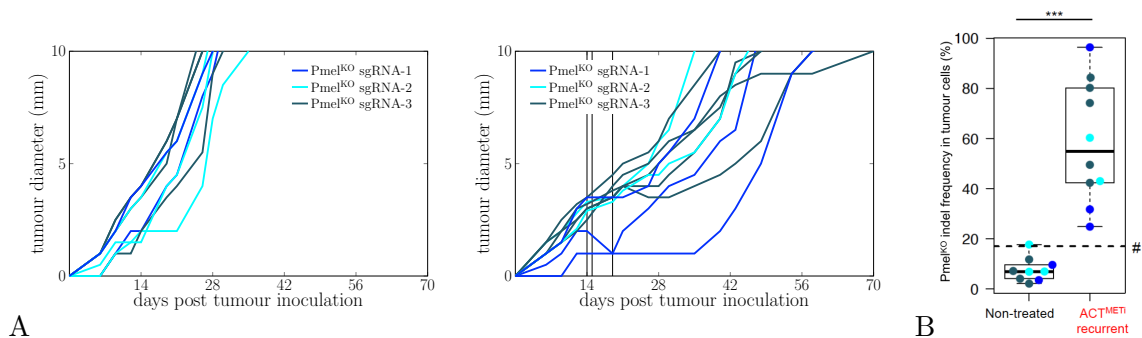 10
5
0
tumour diameter (mm)
14
28
42
56
70
days post tumour inoculation
Pmel^KO sgRNA-1
Pmel^KO sgRNA-2
Pmel^KO sgRNA-3
A
10
5
0
tumour diameter (mm)
14
28
42
56
70
days post tumour inoculation
Pmel^KO sgRNA-1
Pmel^KO sgRNA-2
Pmel^KO sgRNA-3
B
***
Pmel^KO indel frequency in tumour cells (%)
100
80
60
40
20
0
#
Non-treated
ACT^METi
recurrent